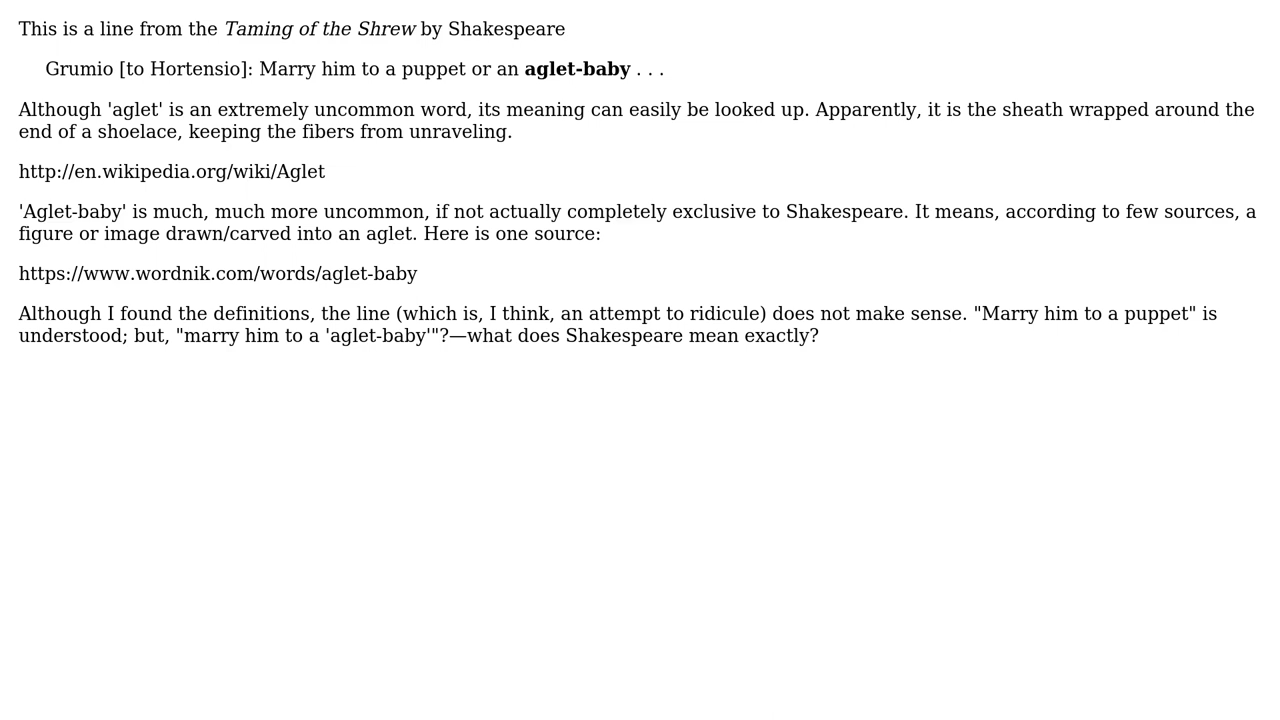 This is a line from the Taming of the Shrew by Shakespeare
Grumio [to Hortensio]: Marry him to a puppet or an aglet-baby . . .
Although 'aglet' is an extremely uncommon word, its meaning can easily be looked up. Apparently, it is the sheath wrapped around the
end of a shoelace, keeping the fibers from unraveling.
http://en.wikipedia.org/wiki/Aglet
'Aglet-baby' is much, much more uncommon, if not actually completely exclusive to Shakespeare. It means, according to few sources, a
figure or image drawn/carved into an aglet. Here is one source:
https://www.wordnik.com/words/aglet-baby
Although I found the definitions, the line (which is, I think, an attempt to ridicule) does not make sense. "Marry him to a puppet" is
understood; but, "marry him to a 'aglet-baby'"?—what does Shakespeare mean exactly?